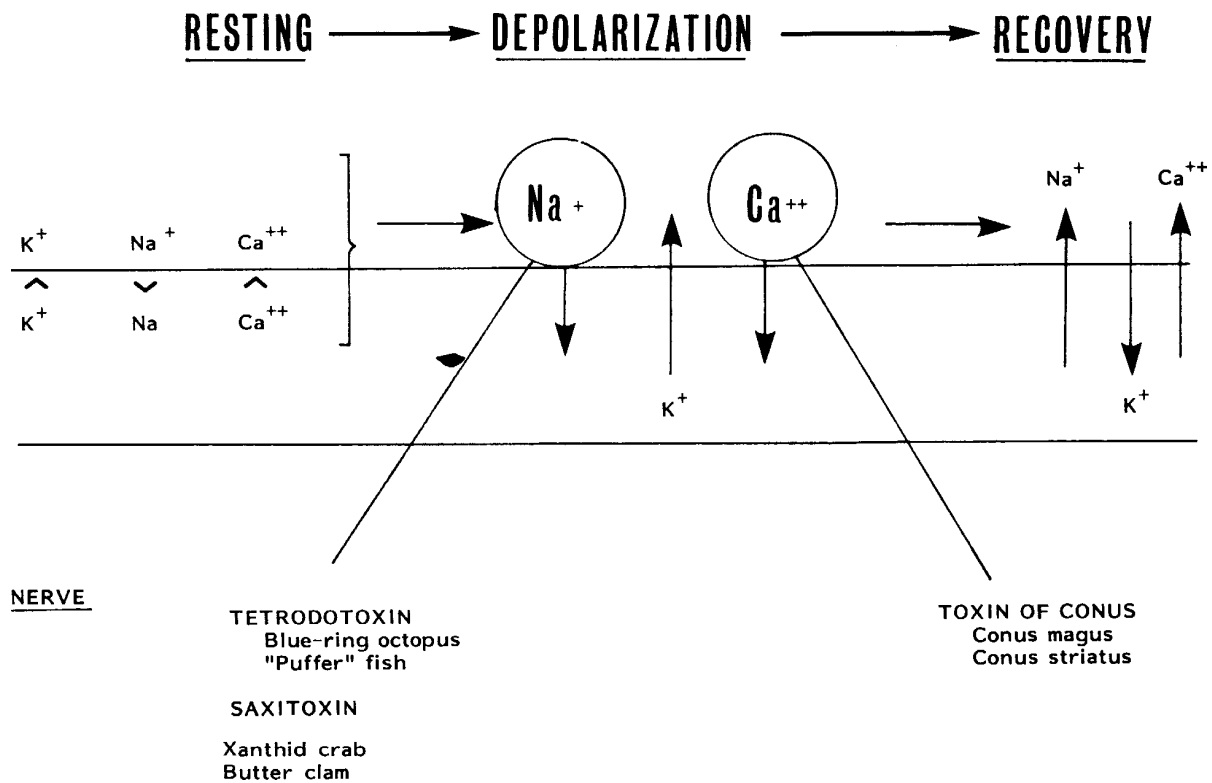 RESTING DEPOLARIZATION RECOVERY
Na+ Ca++
Na + Ca++
K+ Na + Ca++
K+ Na Ca++
K+ K+
NERVE
TETRODOTOXIN
Blue-ring octopus
"Puffer" fish
SAXITOXIN
Xanthid crab
Butter clam
TOXIN OF CONUS
Conus magus
Conus striatus